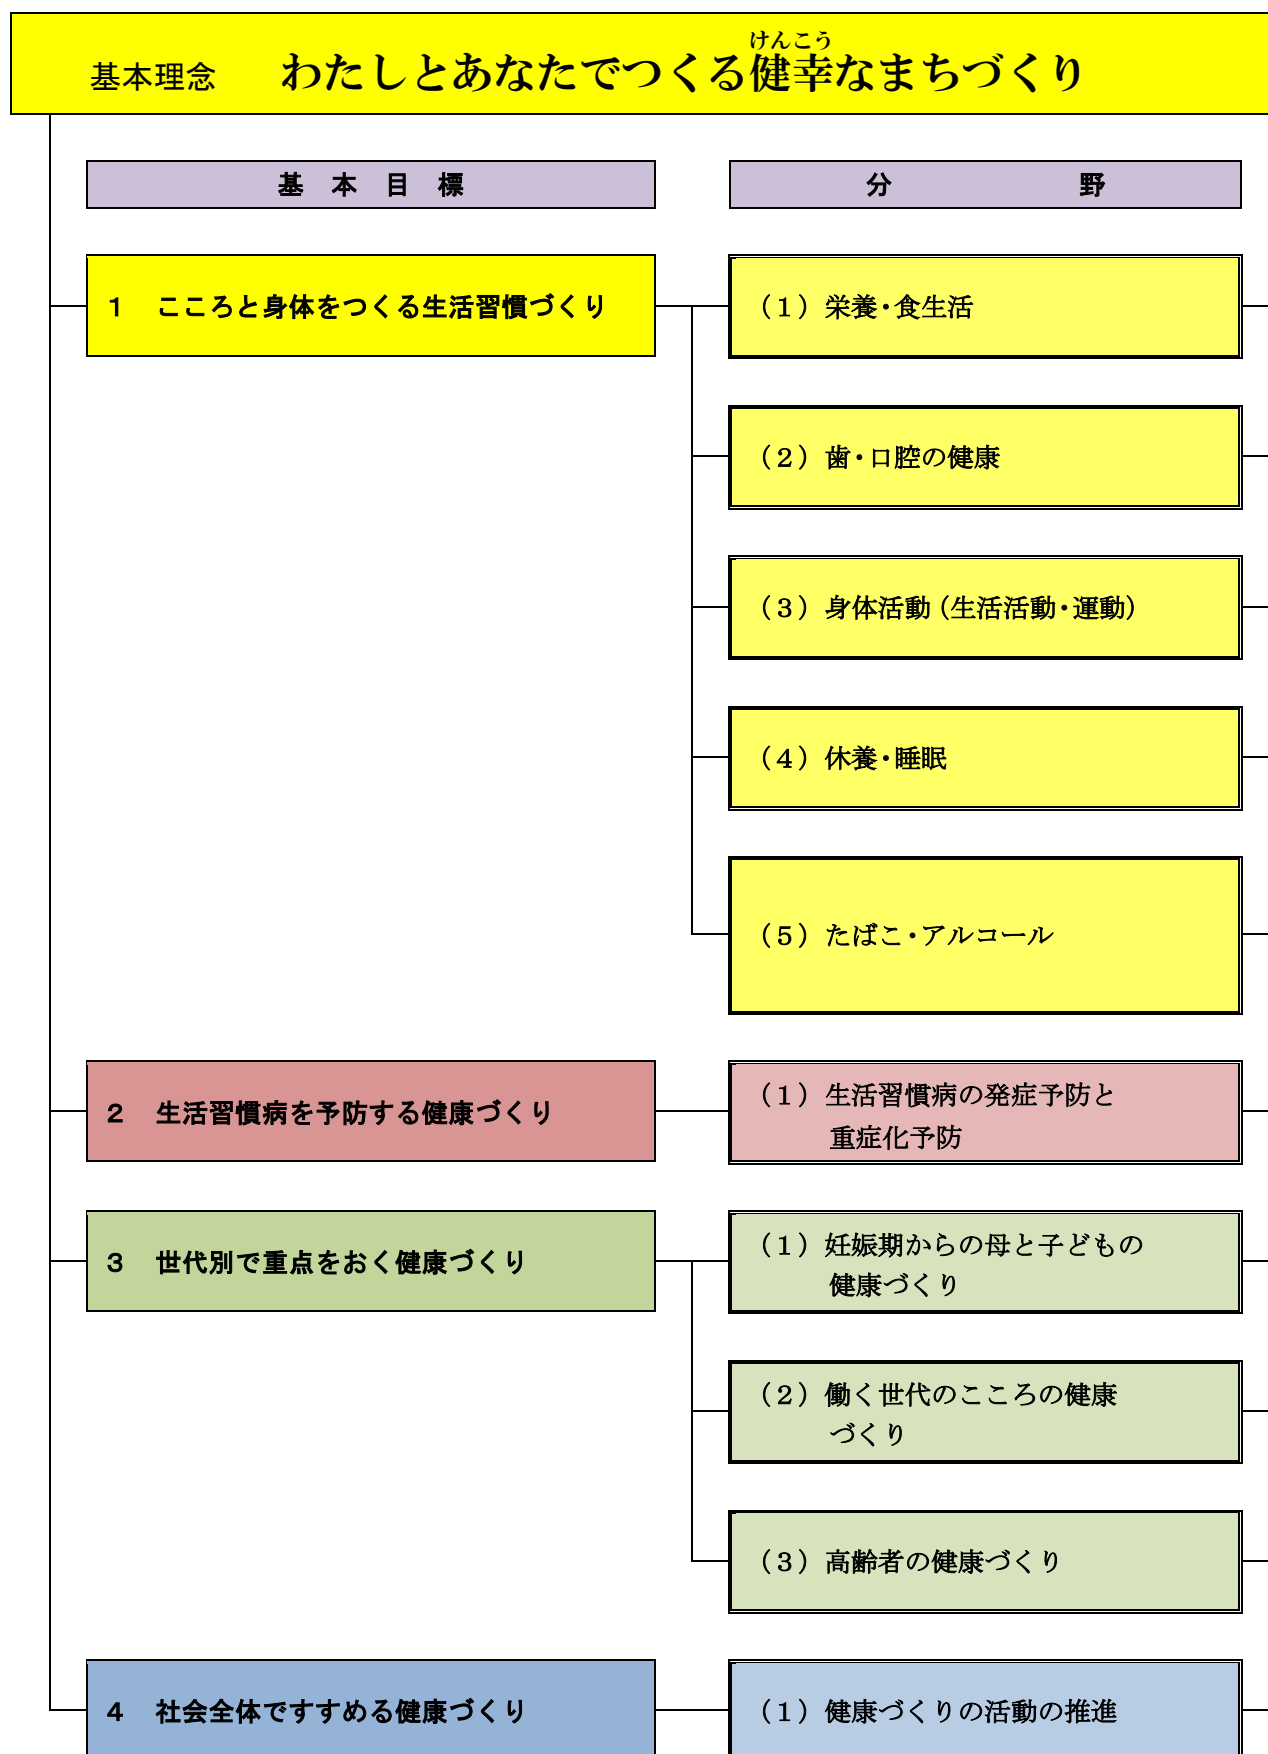 けんこう
基本理念　わたしとあなたでつくる健幸なまちづくり
基　本　目　標
分　野
１　こころと身体をつくる生活習慣づくり
（１）栄養・食生活
（２）歯・口腔の健康
（３）身体活動（生活活動・運動）
（４）休養・睡眠
（５）たばこ・アルコール
２　生活習慣病を予防する健康づくり
（１）生活習慣病の発症予防と
重症化予防
３　世代別で重点をおく健康づくり
（１）妊娠期からの母と子どもの
健康づくり
（２）働く世代のこころの健康
づくり
（３）高齢者の健康づくり
４　社会全体ですすめる健康づくり
（１）健康づくりの活動の推進